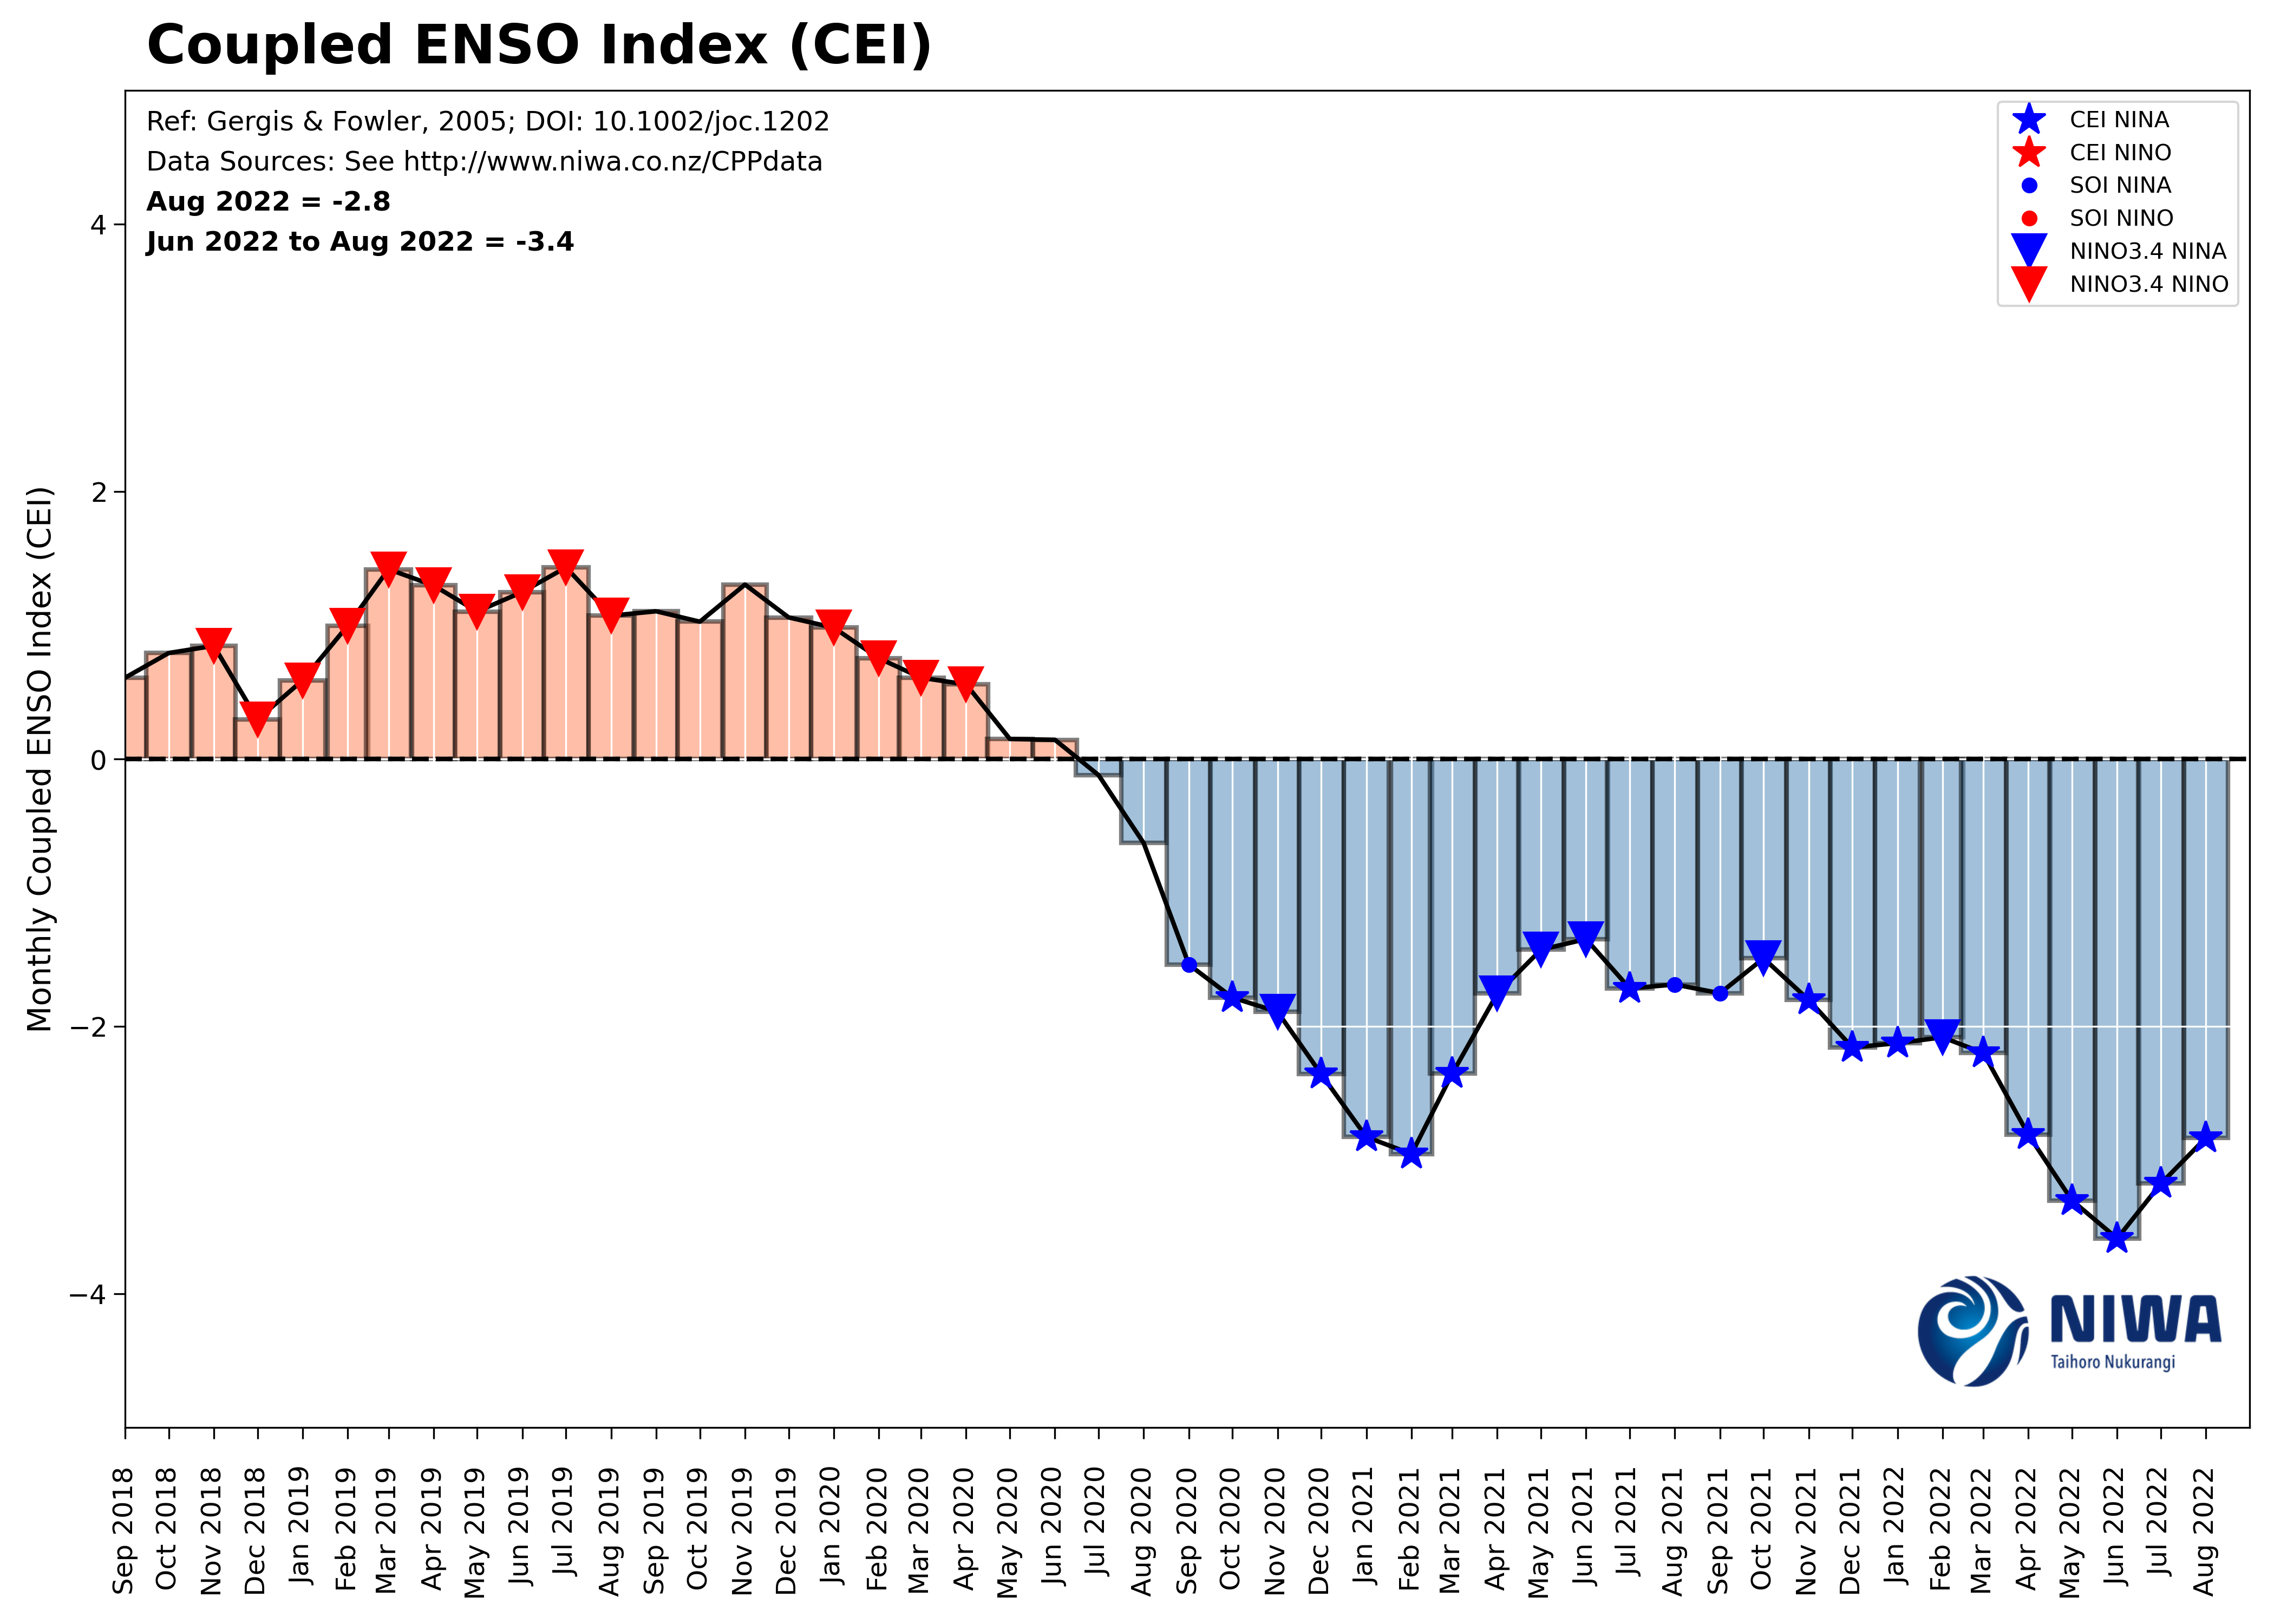 Coupled ENSO Index (CEI)
Ref: Gergis & Fowler, 2005; DOI: 10.1002/joc.1202
Data Sources: See http://www.niwa.co.nz/CPPdata
Aug 2022 = -2.8
Jun 2022 to Aug 2022 = -3.4
CEI NINA
CEI NINO
SOI NINA
SOI NINO
NINO3.4 NINA
NINO3.4 NINO
Monthly Coupled ENSO Index (CEI)
4
2
0
−2
−4
NIWA
Taihoro Nukurangi
Sep 2018
Oct 2018
Nov 2018
Dec 2018
Jan 2019
Feb 2019
Mar 2019
Apr 2019
May 2019
Jun 2019
Jul 2019
Aug 2019
Sep 2019
Oct 2019
Nov 2019
Dec 2019
Jan 2020
Feb 2020
Mar 2020
Apr 2020
May 2020
Jun 2020
Jul 2020
Aug 2020
Sep 2020
Oct 2020
Nov 2020
Dec 2020
Jan 2021
Feb 2021
Mar 2021
Apr 2021
May 2021
Jun 2021
Jul 2021
Aug 2021
Sep 2021
Oct 2021
Nov 2021
Dec 2021
Jan 2022
Feb 2022
Mar 2022
Apr 2022
May 2022
Jun 2022
Jul 2022
Aug 2022